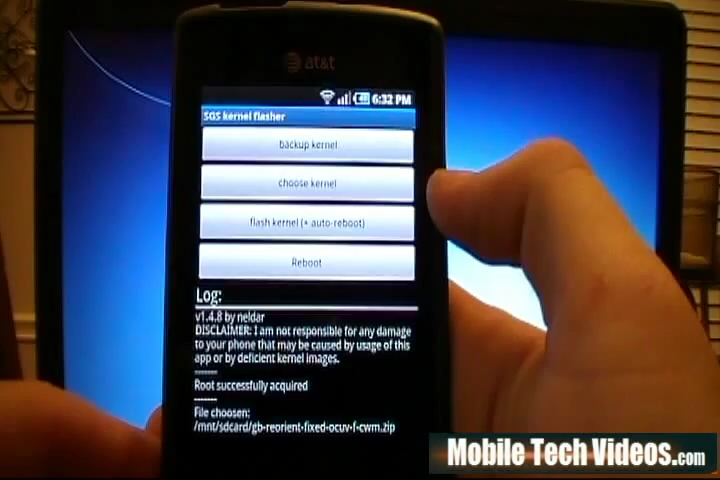 at&t
6:32 PM
SGS kernel flasher
backup kernel
choose kernel
flash kernel (+ auto-reboot)
Reboot
Log:
v1.4.8 by neldar
DISCLAIMER: I am not responsible for any damage
to your phone that may be caused by usage of this
app or by deficient kernel images.
-------
Root successfully acquired
-------
File choosen:
/mnt/sdcard/gb-reorient-fixed-ocuv-f-cwm.zip
Mobile Tech Videos.com